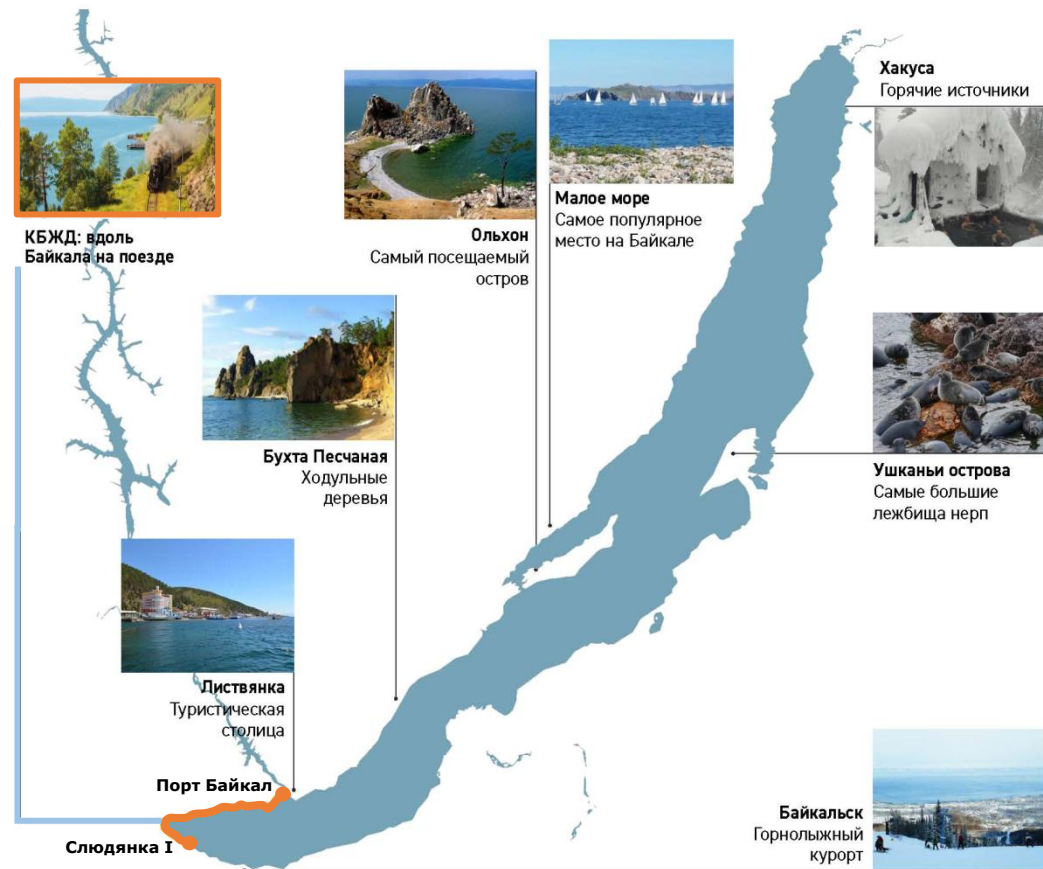 Хакуса
Горячие источники
КБЖД: вдоль
Байкала на поезде
Ольхон
Самый посещаемый
остров
Малое море
Самое популярное
место на Байкале
Бухта Песчаная
Ходульные
деревья
Ушканьи острова
Самые большие
лежбища нерп
Листвянка
Туристическая
столица
Порт Байкал
Слюдянка I
Байкальск
Горнолыжный
курорт